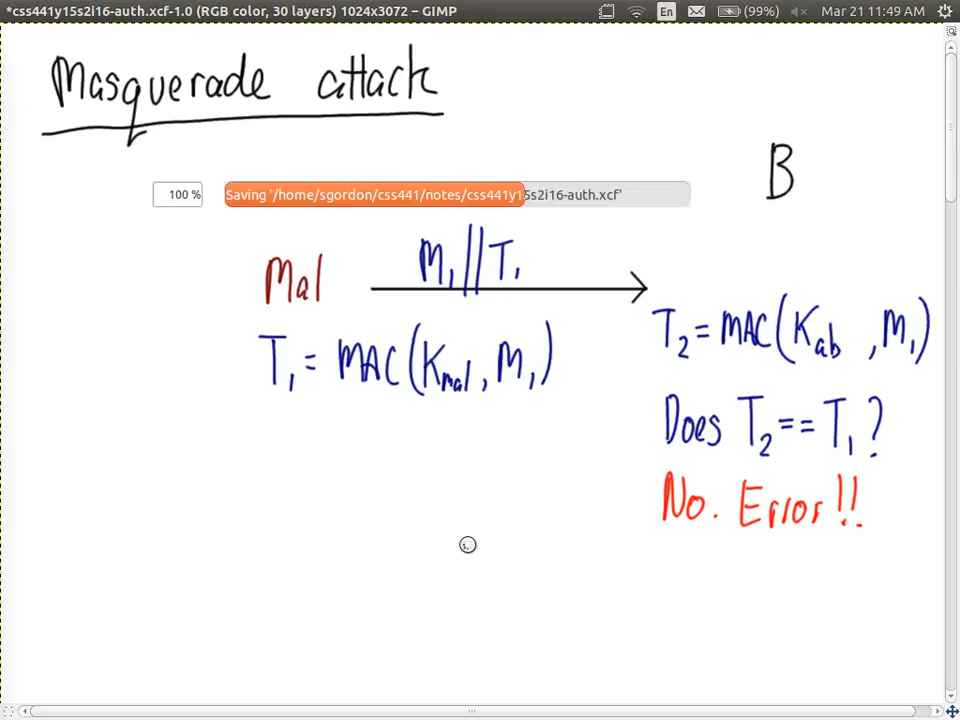 *css441y15s2i16-auth.xcf-1.0 (RGB color, 30 layers) 1024x3072 – GIMP En (99%) Mar 21 11:49 AM
Masquerade attack
B
100 % Saving '/home/sgordon/css441/notes/css441y15s2i16-auth.xcf'
Mal M₁||T₁
T₁ = MAC(Kmal, M₁)
T₂ = MAC(Kab, M₁)
Does T₂ == T₁?
No. Error!!